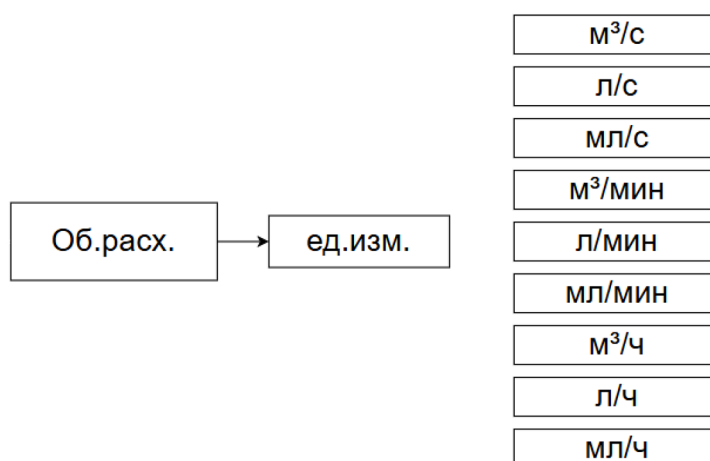 м³/с
л/с
мл/с
м³/мин
Об.расх.
ед.изм.
л/мин
мл/мин
м³/ч
л/ч
мл/ч